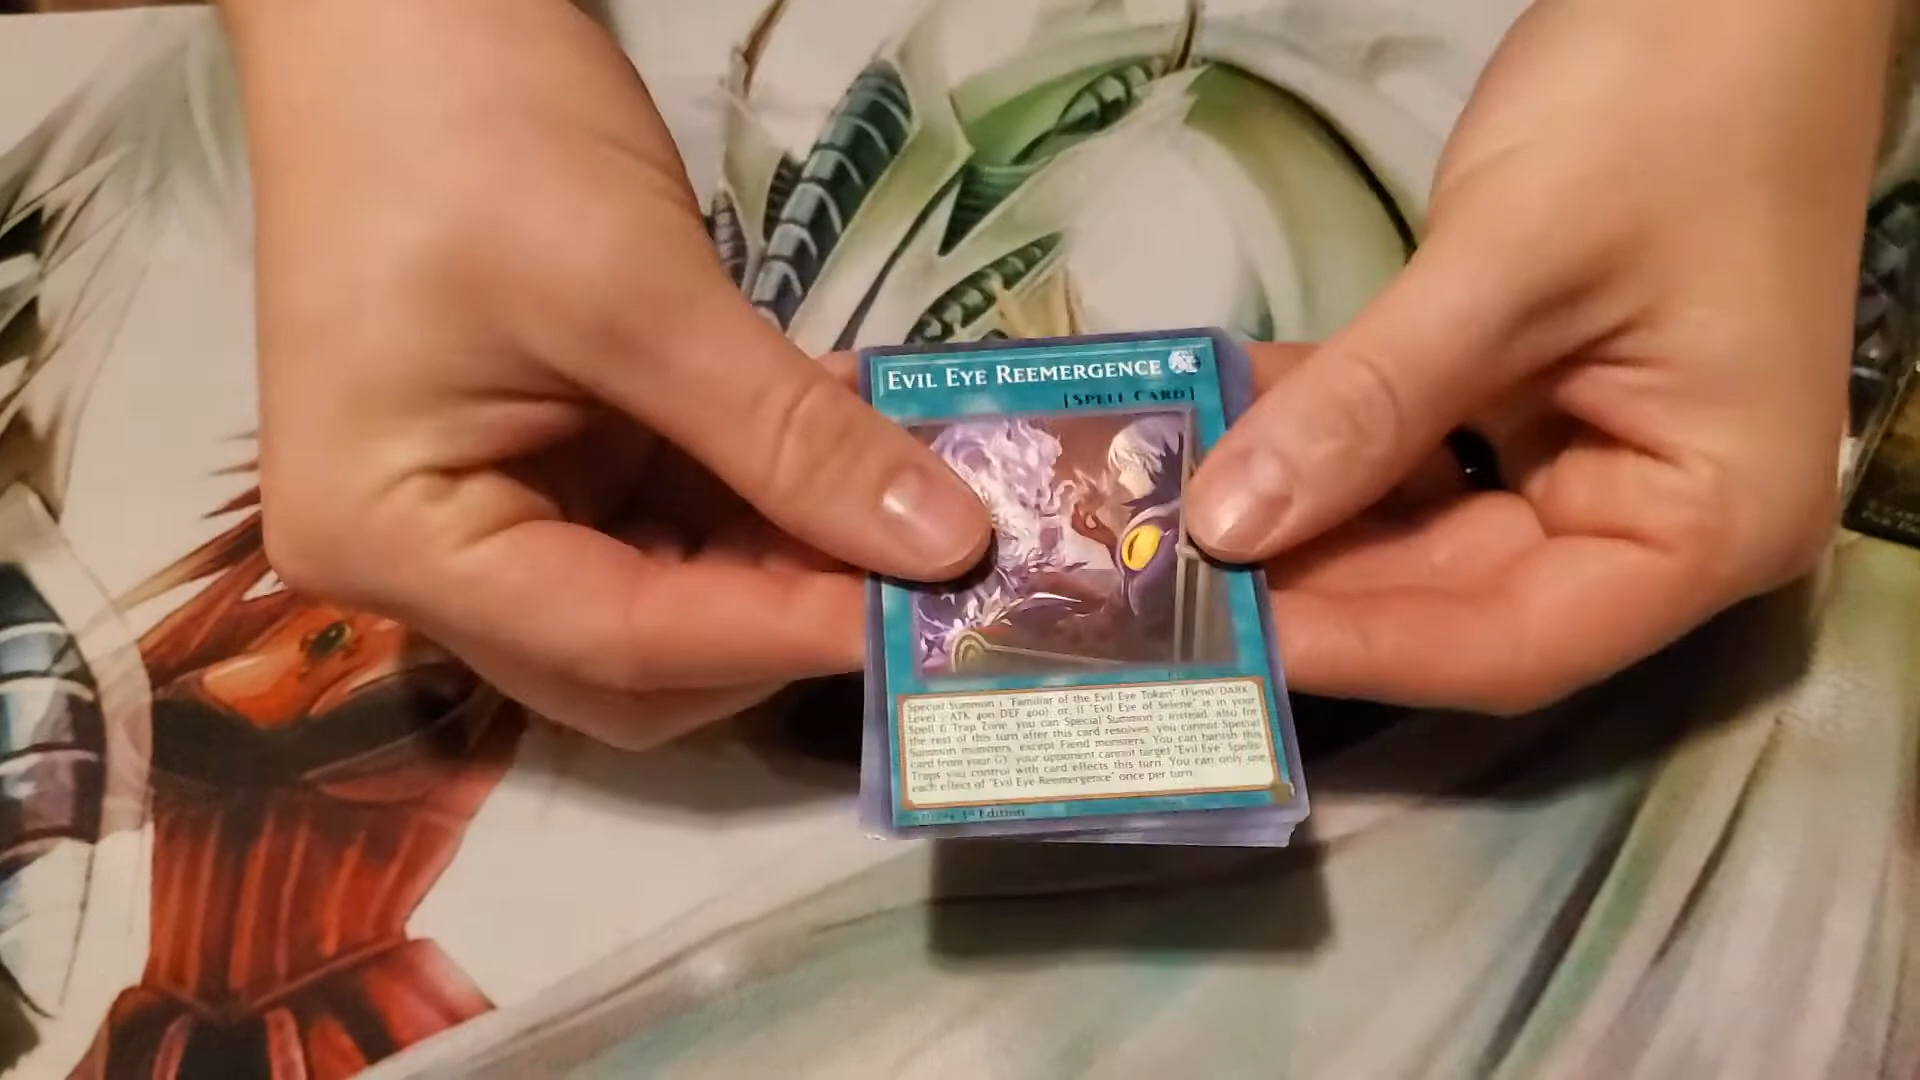 EVIL EYE REEMERGENCE
[SPELL CARD]
Special Summon 1 "Familiar of the Evil Eye Token" (Fiend/DARK/
Level 1/ATK 400/DEF 400), or, if "Evil Eye of Selene" is in your
Spell & Trap Zone, you can Special Summon 2 instead, also for
the rest of this turn after this card resolves, you cannot Special
Summon monsters, except Fiend monsters. You can banish this
card from your GY; your opponent cannot target "Evil Eye" Spells/
Traps you control with card effects this turn. You can only use
each effect of "Evil Eye Reemergence" once per turn.
1st Edition